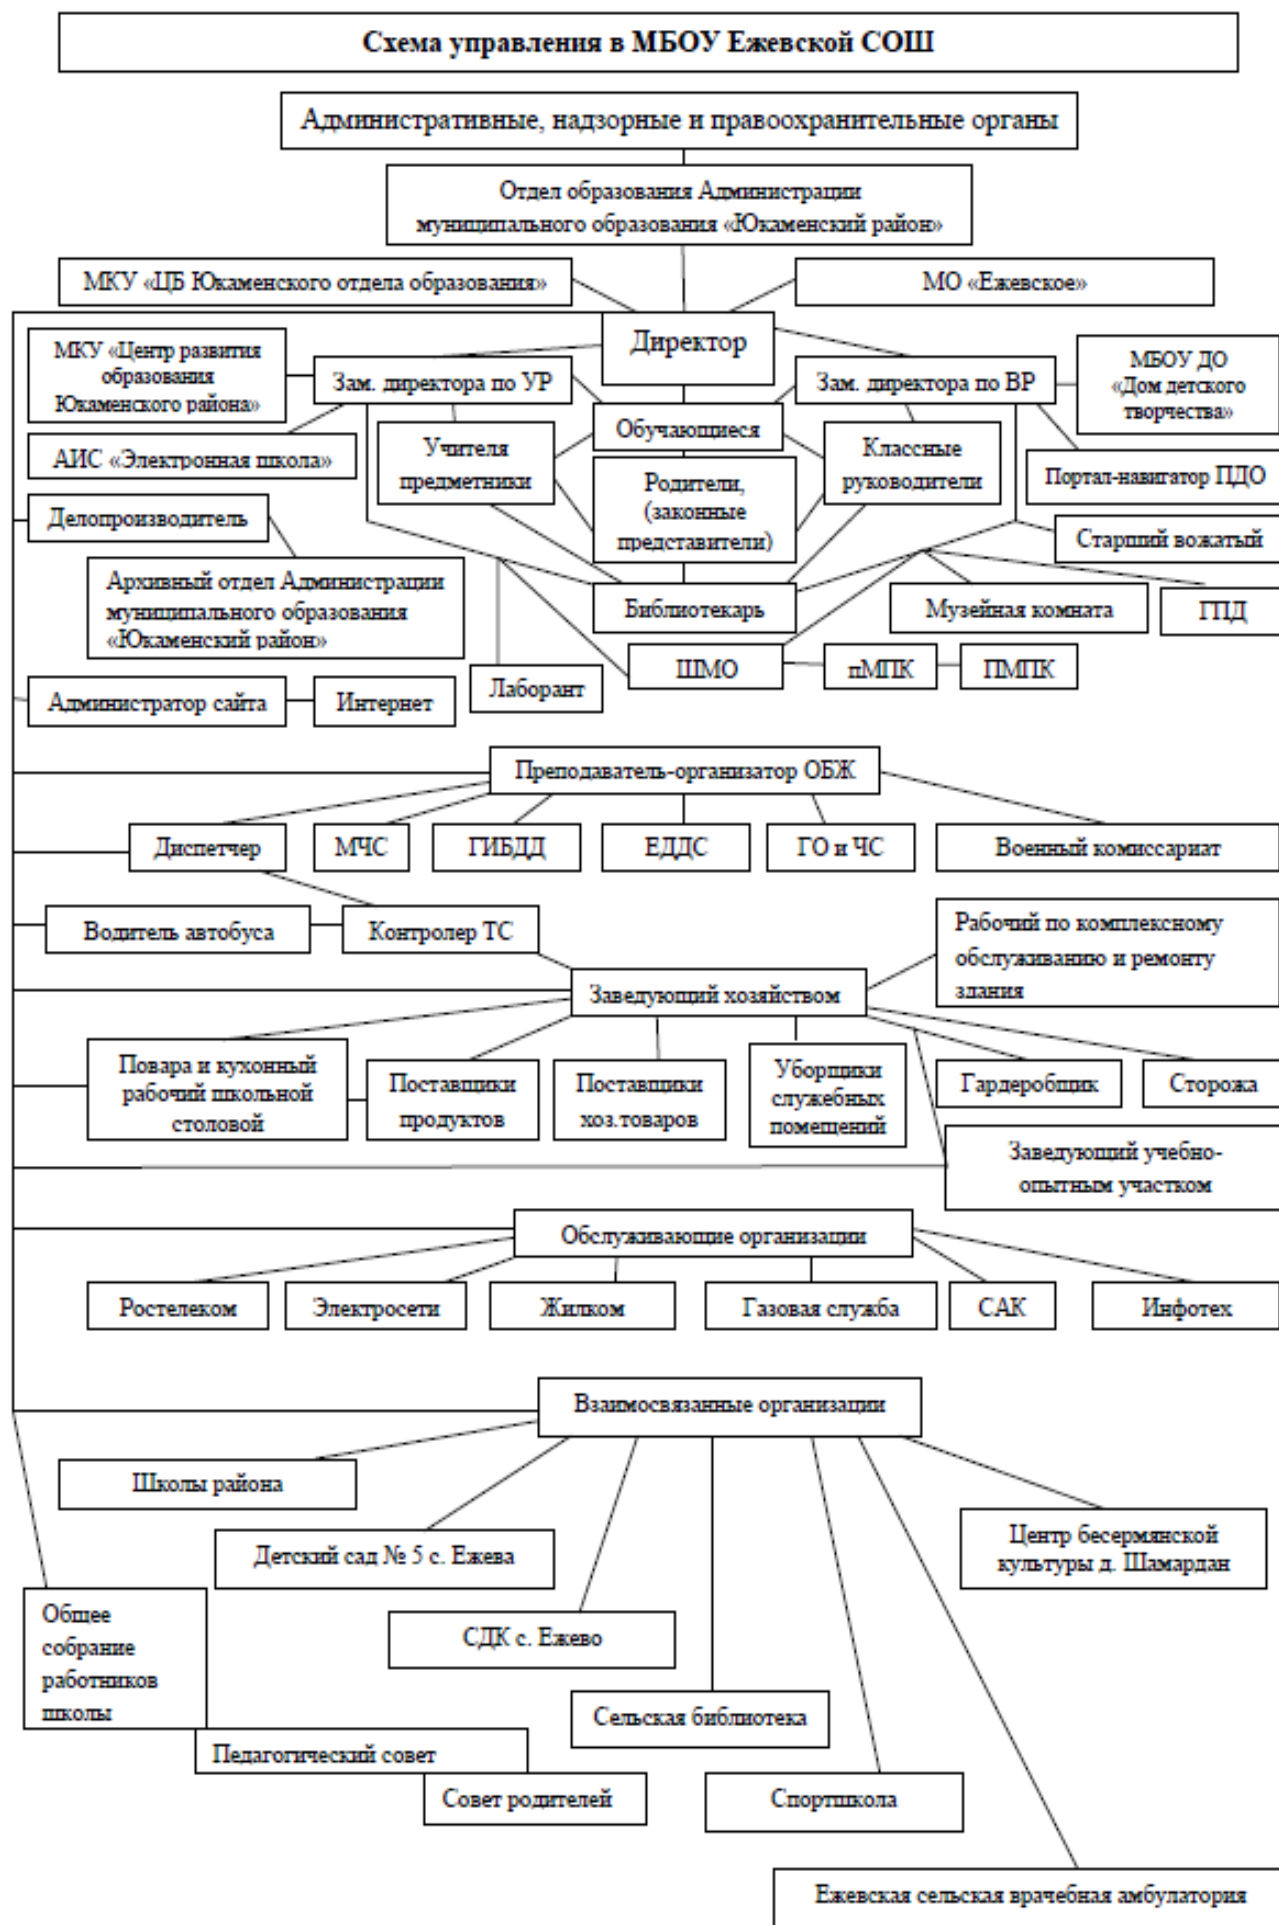 Схема управления в МБОУ Ежевской СОШ
Административные, надзорные и правоохранительные органы
Отдел образования Администрации
муниципального образования «Юкаменский район»
МКУ «ЦБ Юкаменского отдела образования»
МО «Ежевское»
Директор
МКУ «Центр развития
образования
Юкаменского района»
Зам. директора по УР
Зам. директора по ВР
МБОУ ДО
«Дом детского
творчества»
АИС «Электронная школа»
Учителя
предметники
Обучающиеся
Классные
руководители
Родители,
(законные
представители)
Портал-навигатор ПДО
Делопроизводитель
Старший вожатый
Архивный отдел Администрации
муниципального образования
«Юкаменский район»
Библиотекарь
Музейная комната
ГПД
ШМО
пМПК
ПМПК
Лаборант
Администратор сайта
Интернет
Преподаватель-организатор ОБЖ
Диспетчер
МЧС
ГИБДД
ЕДДС
ГО и ЧС
Военный комиссариат
Водитель автобуса
Контролер ТС
Рабочий по комплексному
обслуживанию и ремонту
здания
Заведующий хозяйством
Повара и кухонный
рабочий школьной
столовой
Поставщики
продуктов
Поставщики
хоз.товаров
Уборщики
служебных
помещений
Гардеробщик
Сторожа
Заведующий учебно-
опытным участком
Обслуживающие организации
Ростелеком
Электросети
Жилком
Газовая служба
САК
Инфотех
Взаимосвязанные организации
Школы района
Детский сад № 5 с. Ежева
Центр бесермянской
культуры д. Шамардан
Общее
собрание
работников
школы
СДК с. Ежево
Сельская библиотека
Педагогический совет
Совет родителей
Спортшкола
Ежевская сельская врачебная амбулатория